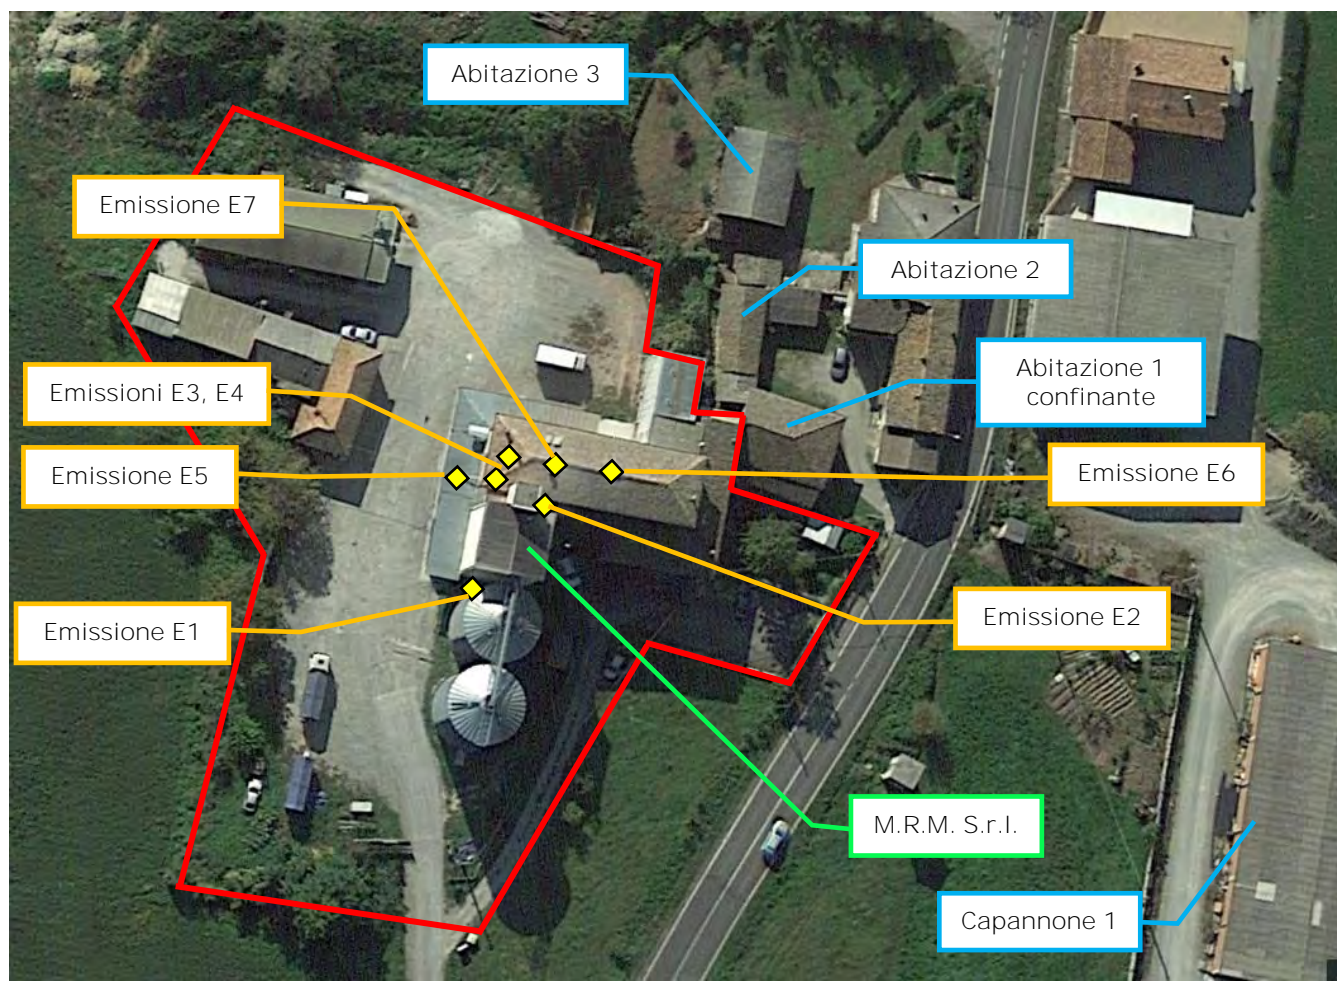 Abitazione 3
Emissione E7
Abitazione 2
Abitazione 1
confinante
Emissioni E3, E4
Emissione E5
Emissione E6
Emissione E1
Emissione E2
M.R.M. S.r.l.
Capannone 1